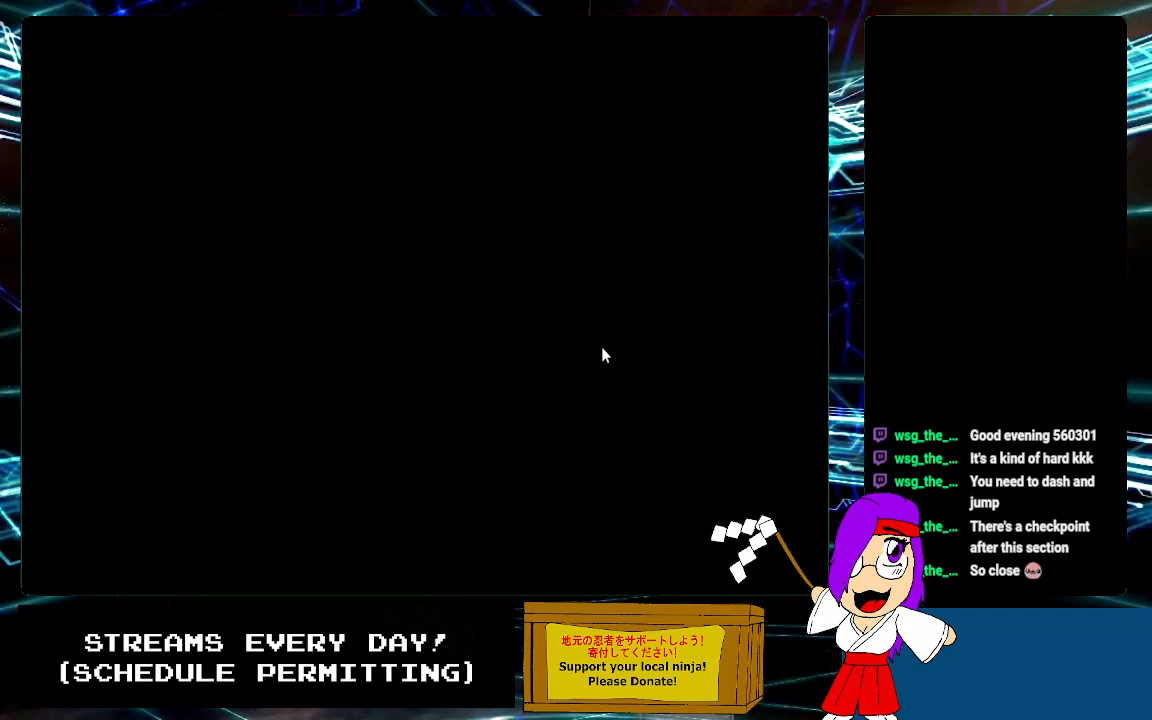 wsg_the_... Good evening 560301
wsg_the_... It's a kind of hard kkk
wsg_the_... You need to dash and
jump
_the_... There's a checkpoint
after this section
the_... So close
STREAMS EVERY DAY!
(SCHEDULE PERMITTING)
地元の忍者をサポートしよう!
寄付してください!
Support your local ninja!
Please Donate!